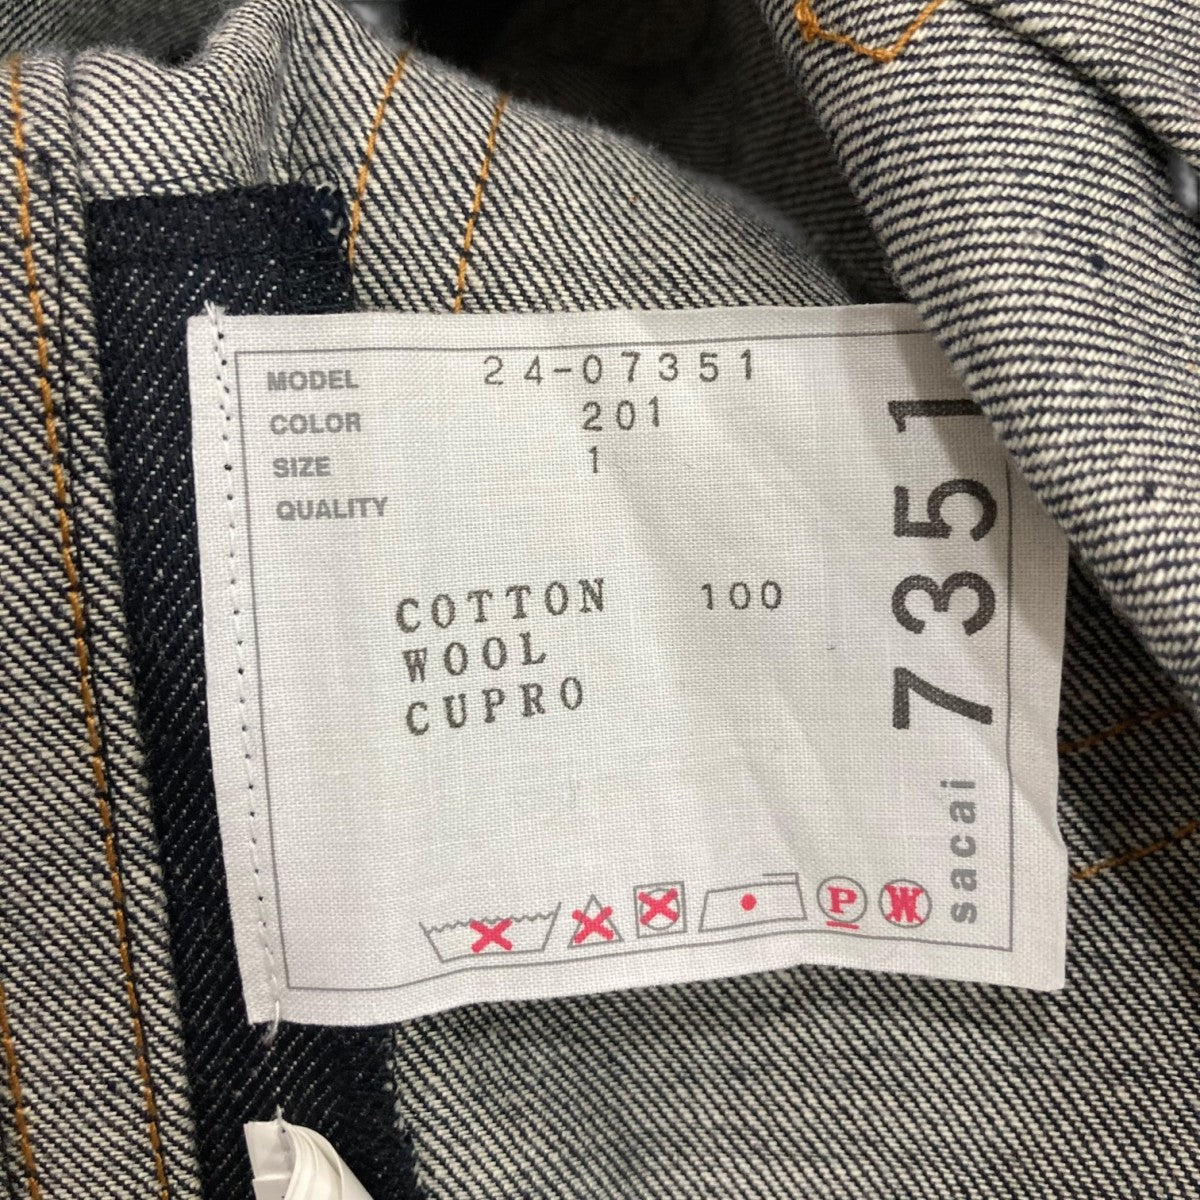 MODEL 24-07351
COLOR 201
SIZE 1
QUALITY
COTTON 100
WOOL
CUPRO
P W
sacai 7351